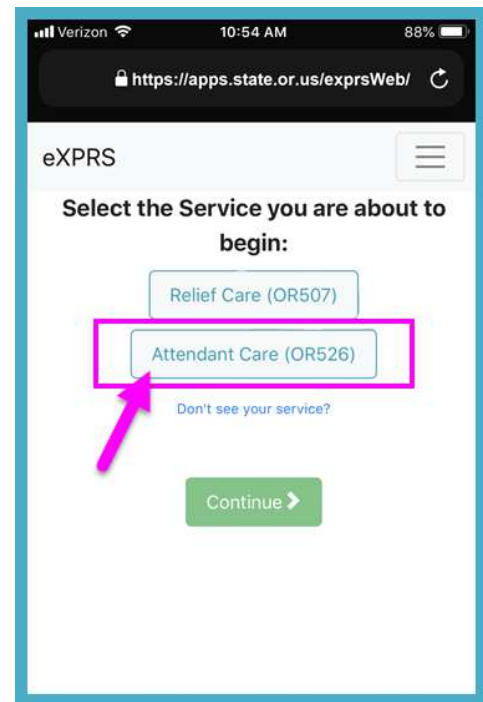 Verizon 10:54 AM 88%
https://apps.state.or.us/exprsWeb/
eXPRS
Select the Service you are about to
begin:
Relief Care (OR507)
Attendant Care (OR526)
Don't see your service?
Continue